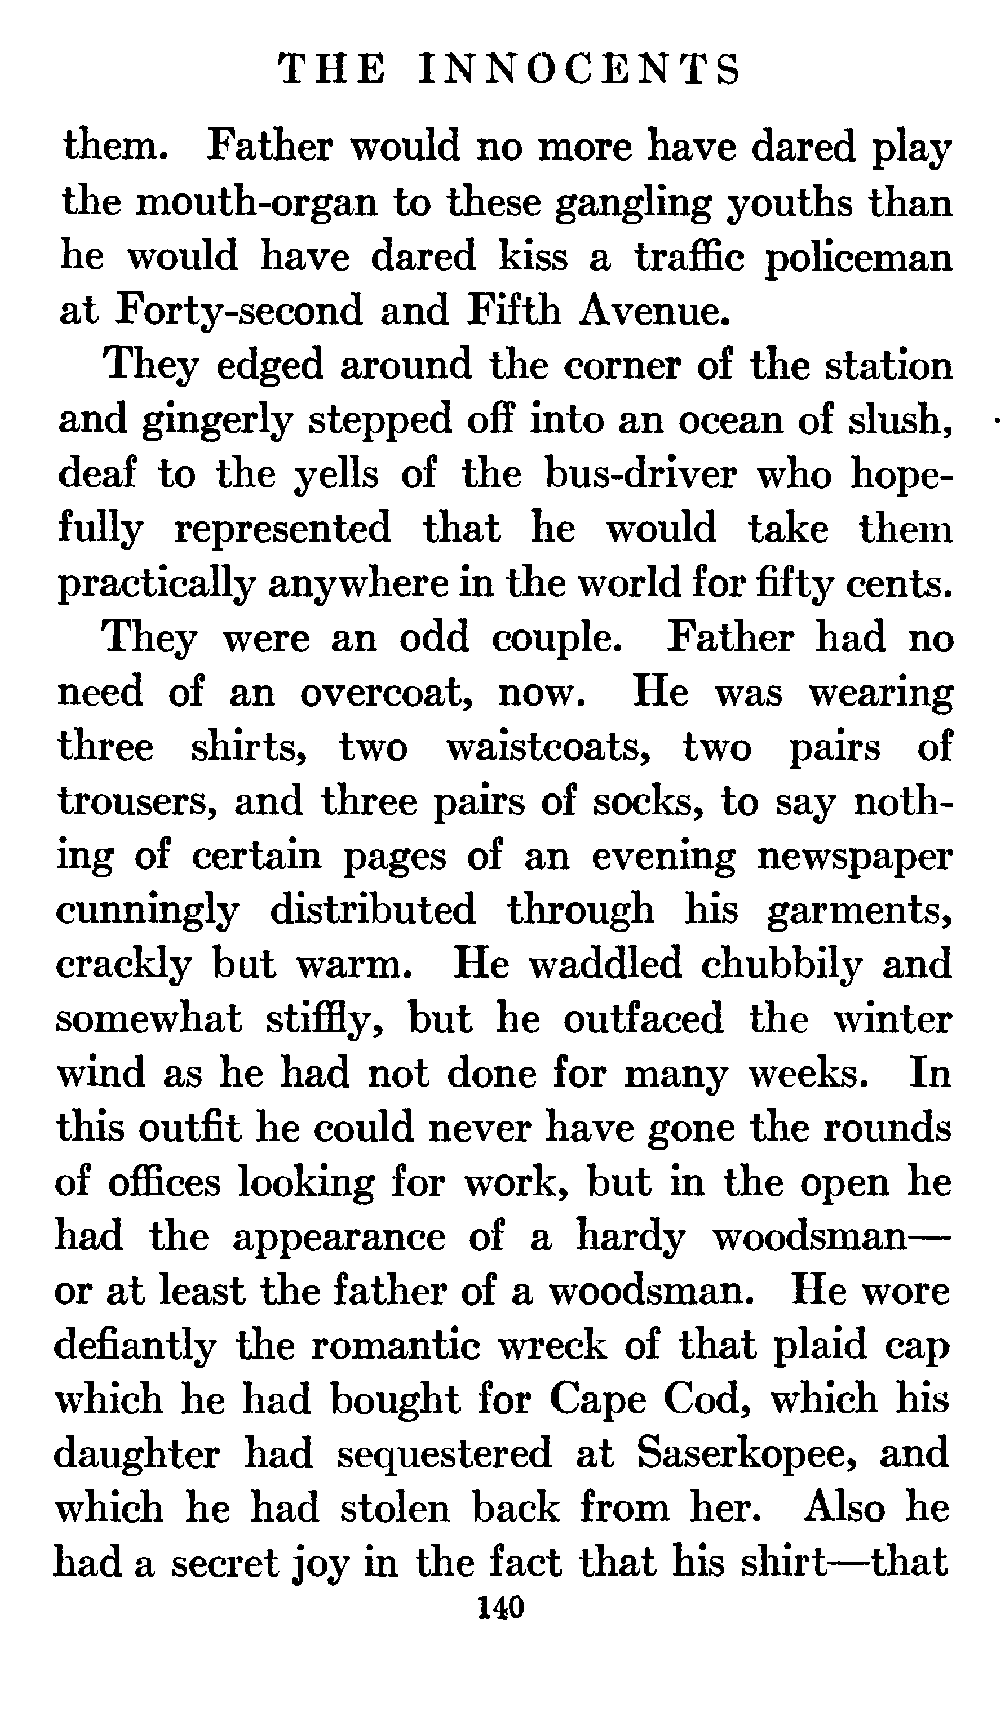 THE INNOCENTS
them. Father would no more have dared play
the mouth-organ to these gangling youths than
he would have dared kiss a traffic policeman
at Forty-second and Fifth Avenue.
They edged around the corner of the station
and gingerly stepped off into an ocean of slush,
deaf to the yells of the bus-driver who hope-
fully represented that he would take them
practically anywhere in the world for fifty cents.
They were an odd couple. Father had no
need of an overcoat, now. He was wearing
three shirts, two waistcoats, two pairs of
trousers, and three pairs of socks, to say noth-
ing of certain pages of an evening newspaper
cunningly distributed through his garments,
crackly but warm. He waddled chubbily and
somewhat stiffly, but he outfaced the winter
wind as he had not done for many weeks. In
this outfit he could never have gone the rounds
of offices looking for work, but in the open he
had the appearance of a hardy woodsman—
or at least the father of a woodsman. He wore
defiantly the romantic wreck of that plaid cap
which he had bought for Cape Cod, which his
daughter had sequestered at Saserkopee, and
which he had stolen back from her. Also he
had a secret joy in the fact that his shirt—that
140